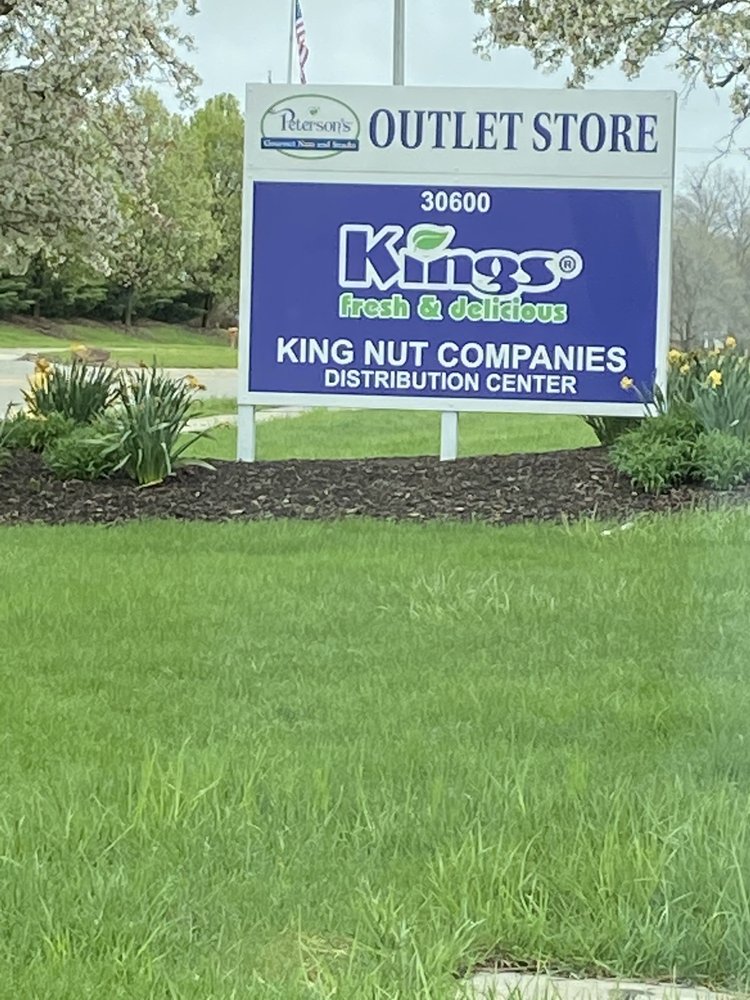 Peterson's
Gourmet Nuts and Snacks
OUTLET STORE
30600
Kings®
fresh & delicious
KING NUT COMPANIES
DISTRIBUTION CENTER